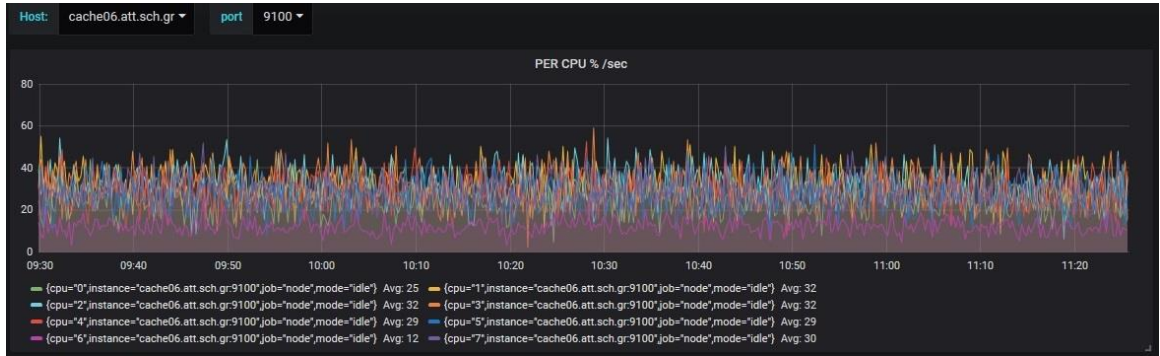 Host: cache06.att.sch.gr port 9100
PER CPU % /sec
80
60
40
20
0
09:30 09:40 09:50 10:00 10:10 10:20 10:30 10:40 10:50 11:00 11:10 11:20
{cpu="0",instance="cache06.att.sch.gr:9100",job="node",mode="idle"} Avg: 25 {cpu="1",instance="cache06.att.sch.gr:9100",job="node",mode="idle"} Avg: 32
{cpu="2",instance="cache06.att.sch.gr:9100",job="node",mode="idle"} Avg: 32 {cpu="3",instance="cache06.att.sch.gr:9100",job="node",mode="idle"} Avg: 32
{cpu="4",instance="cache06.att.sch.gr:9100",job="node",mode="idle"} Avg: 29 {cpu="5",instance="cache06.att.sch.gr:9100",job="node",mode="idle"} Avg: 29
{cpu="6",instance="cache06.att.sch.gr:9100",job="node",mode="idle"} Avg: 12 {cpu="7",instance="cache06.att.sch.gr:9100",job="node",mode="idle"} Avg: 30